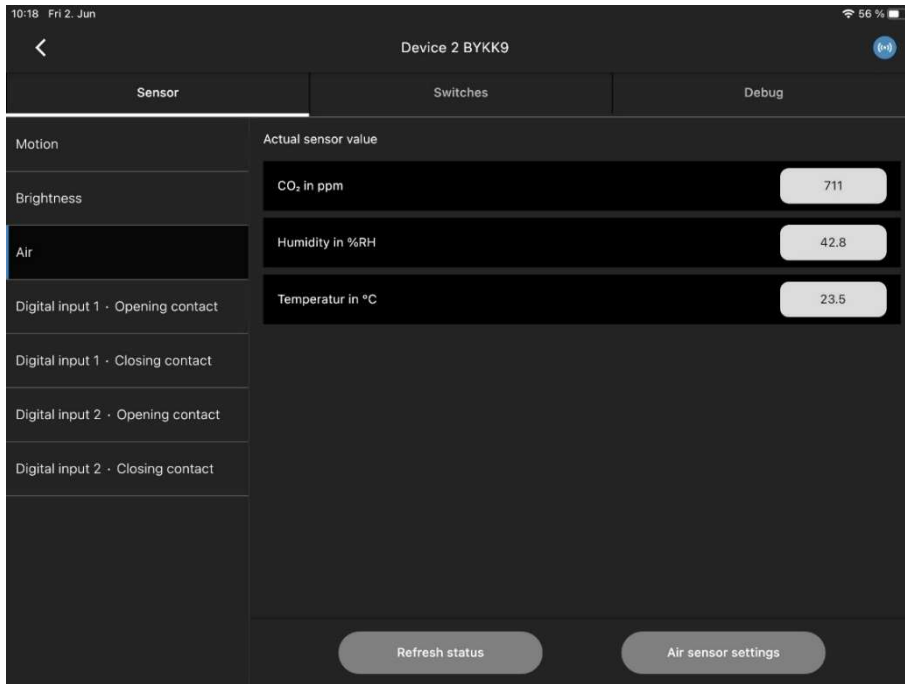 10:18 Fri 2. Jun 56 %
Device 2 BYKK9
Sensor Switches Debug
Motion
Brightness
Air
Digital input 1 · Opening contact
Digital input 1 · Closing contact
Digital input 2 · Opening contact
Digital input 2 · Closing contact
Actual sensor value
CO₂ in ppm 711
Humidity in %RH 42.8
Temperatur in °C 23.5
Refresh status Air sensor settings